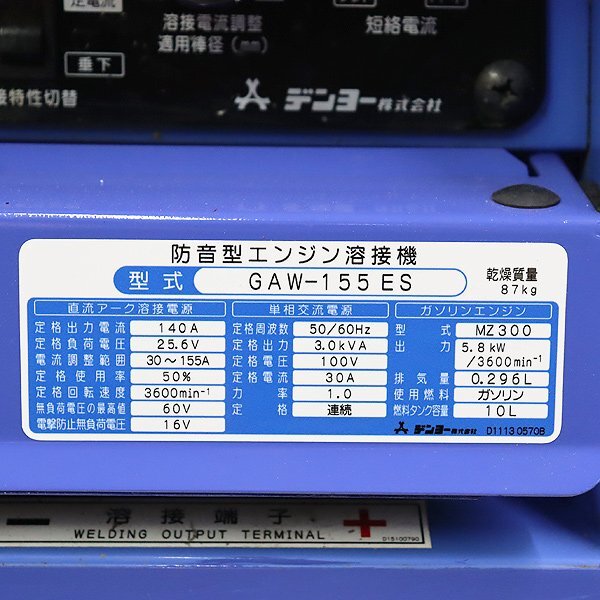 逆電流
溶接電流調整
適用棒径(mm)
短絡電流
垂下
接特性切替
デンヨー株式会社
防音型エンジン溶接機
型式 GAW-155ES
乾燥質量
87kg
直流アーク溶接電源
定格出力電流 140A
定格負荷電圧 25.6V
電流調整範囲 30〜155A
定格使用率 50%
定格回転速度 3600min⁻¹
無負荷電圧の最高値 60V
電撃防止無負荷電圧 16V
単相交流電源
定格周波数 50/60Hz
定格出力 3.0kVA
定格電圧 100V
定格電流 30A
力率 1.0
定格 連続
ガソリンエンジン
型式 MZ300
出力 5.8kW
/3600min⁻¹
排気量 0.296L
使用燃料 ガソリン
燃料タンク容量 10L
デンヨー株式会社 D11130570B
− 溶接端子 +
WELDING OUTPUT TERMINAL
D15100790